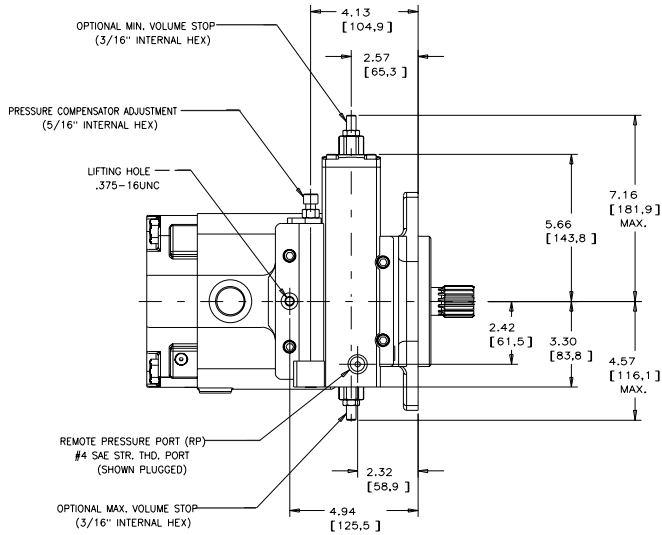 4.13
[104,9]
OPTIONAL MIN. VOLUME STOP
(3/16" INTERNAL HEX)
2.57
[65,3]
PRESSURE COMPENSATOR ADJUSTMENT
(5/16" INTERNAL HEX)
LIFTING HOLE
.375-16UNC
7.16
[181,9]
MAX.
5.66
[143,8]
2.42
[61,5]
3.30
[83,8]
4.57
[116,1]
MAX.
REMOTE PRESSURE PORT (RP)
#4 SAE STR. THD. PORT
(SHOWN PLUGGED)
2.32
[58,9]
OPTIONAL MAX. VOLUME STOP
(3/16" INTERNAL HEX)
4.94
[125,5]